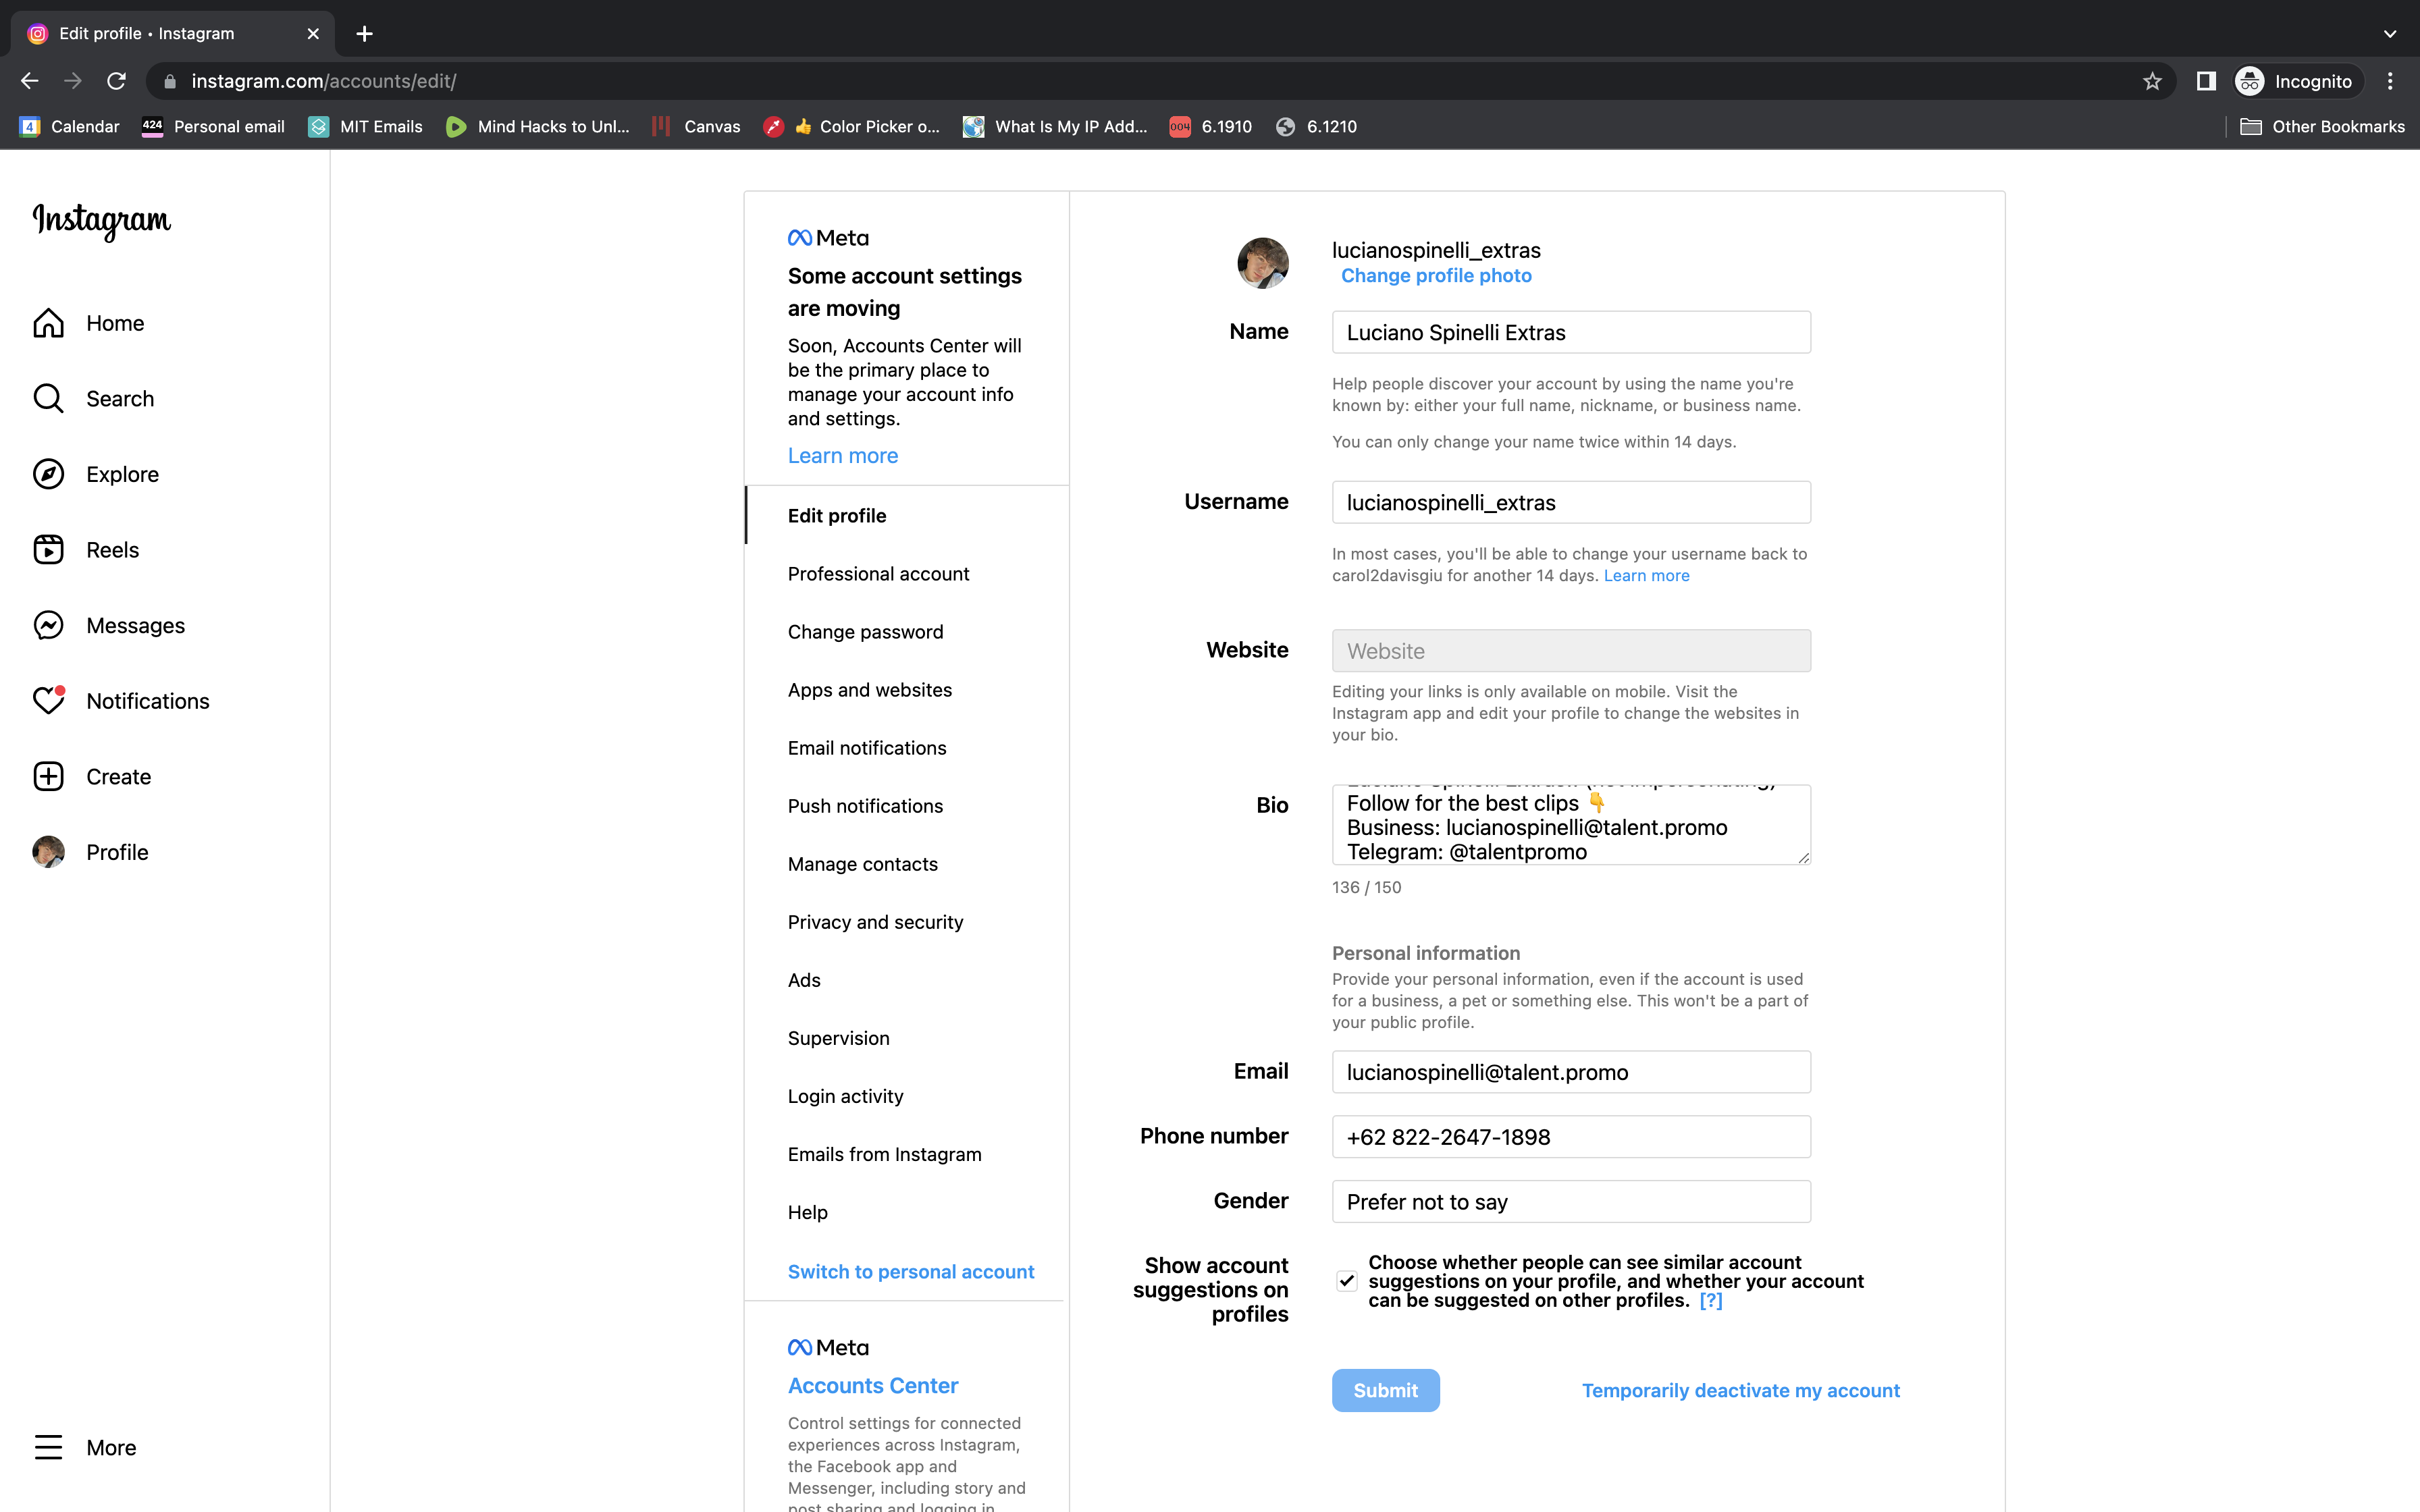 Edit profile • Instagram
instagram.com/accounts/edit/
Incognito
4 Calendar
424 Personal email
MIT Emails
Mind Hacks to Unl...
Canvas
👍 Color Picker o...
What Is My IP Add...
004 6.1910
6.1210
Other Bookmarks
Instagram
Home
Search
Explore
Reels
Messages
Notifications
Create
Profile
More
Meta
Some account settings
are moving
Soon, Accounts Center will
be the primary place to
manage your account info
and settings.
Learn more
Edit profile
Professional account
Change password
Apps and websites
Email notifications
Push notifications
Manage contacts
Privacy and security
Ads
Supervision
Login activity
Emails from Instagram
Help
Switch to personal account
Meta
Accounts Center
Control settings for connected
experiences across Instagram,
the Facebook app and
Messenger, including story and
post sharing and logging in.
lucianospinelli_extras
Change profile photo
Name
Luciano Spinelli Extras
Help people discover your account by using the name you're
known by: either your full name, nickname, or business name.
You can only change your name twice within 14 days.
Username
lucianospinelli_extras
In most cases, you'll be able to change your username back to
carol2davisgiu for another 14 days. Learn more
Website
Website
Editing your links is only available on mobile. Visit the
Instagram app and edit your profile to change the websites in
your bio.
Bio
Follow for the best clips 👇
Business: lucianospinelli@talent.promo
Telegram: @talentpromo
136 / 150
Personal information
Provide your personal information, even if the account is used
for a business, a pet or something else. This won't be a part of
your public profile.
Email
lucianospinelli@talent.promo
Phone number
+62 822-2647-1898
Gender
Prefer not to say
Show account
suggestions on
profiles
Choose whether people can see similar account
suggestions on your profile, and whether your account
can be suggested on other profiles. [?]
Submit
Temporarily deactivate my account